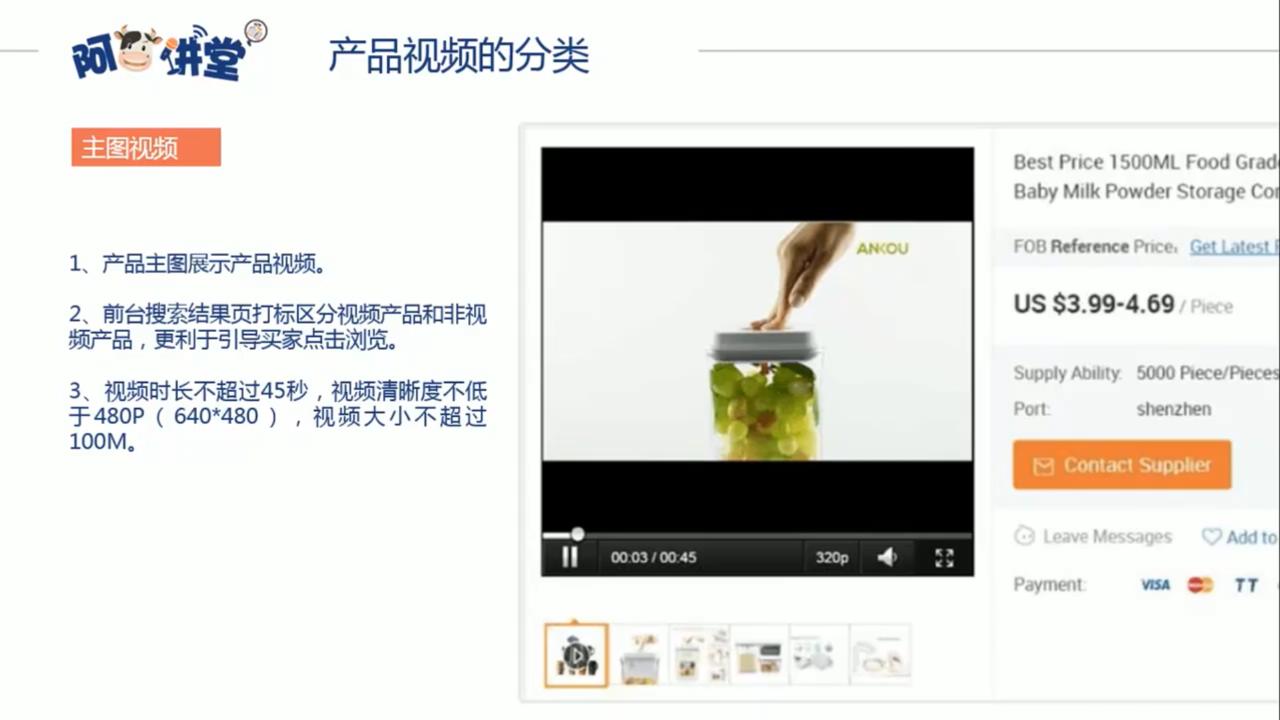 阿牛讲堂
产品视频的分类
主图视频
1、产品主图展示产品视频。
2、前台搜索结果页打标区分视频产品和非视
频产品，更利于引导买家点击浏览。
3、视频时长不超过45秒，视频清晰度不低
于480P（640*480），视频大小不超过
100M。
ANKOU
00:03 / 00:45
320p
Best Price 1500ML Food Grade
Baby Milk Powder Storage
FOB Reference Price:
Get Latest
US $3.99-4.69 / Piece
Supply Ability: 5000 Piece/Pieces
Port: shenzhen
Contact Supplier
Leave Messages
Add to
Payment: VISA TT